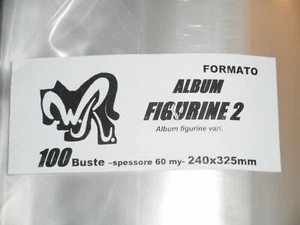 FORMATO
ALBUM
FIGURINE 2
Album figurine vari..
W.R.
100 Buste –spessore 60 my- 240x325mm